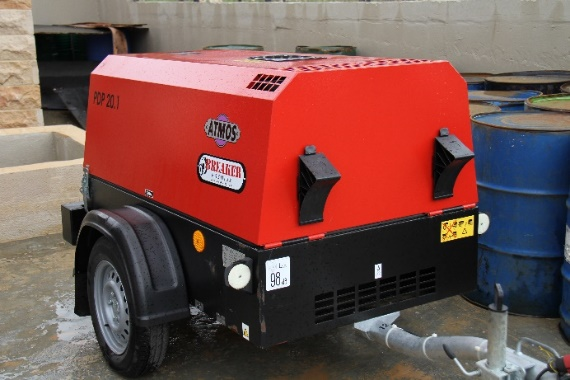 PDP 20.1
ATMOS
BREAKER
98